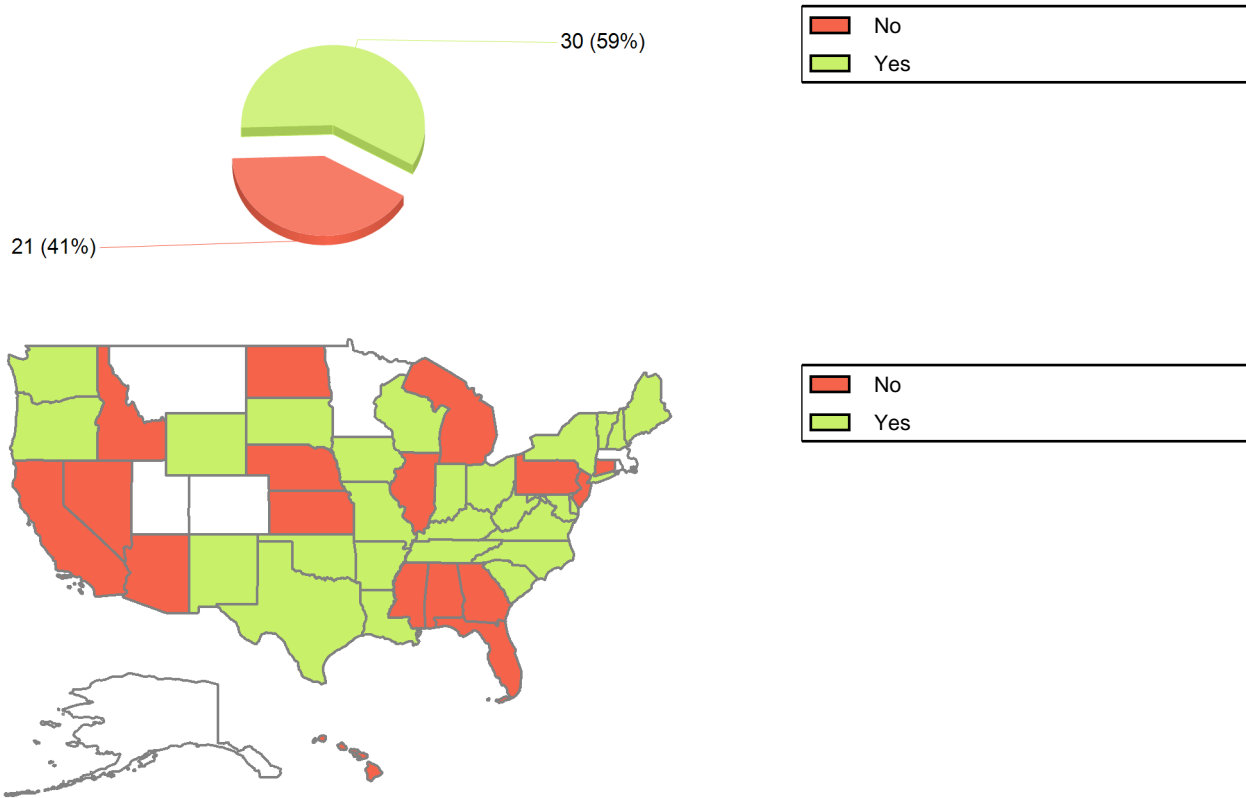 30 (59%)
21 (41%)
No
Yes
No
Yes